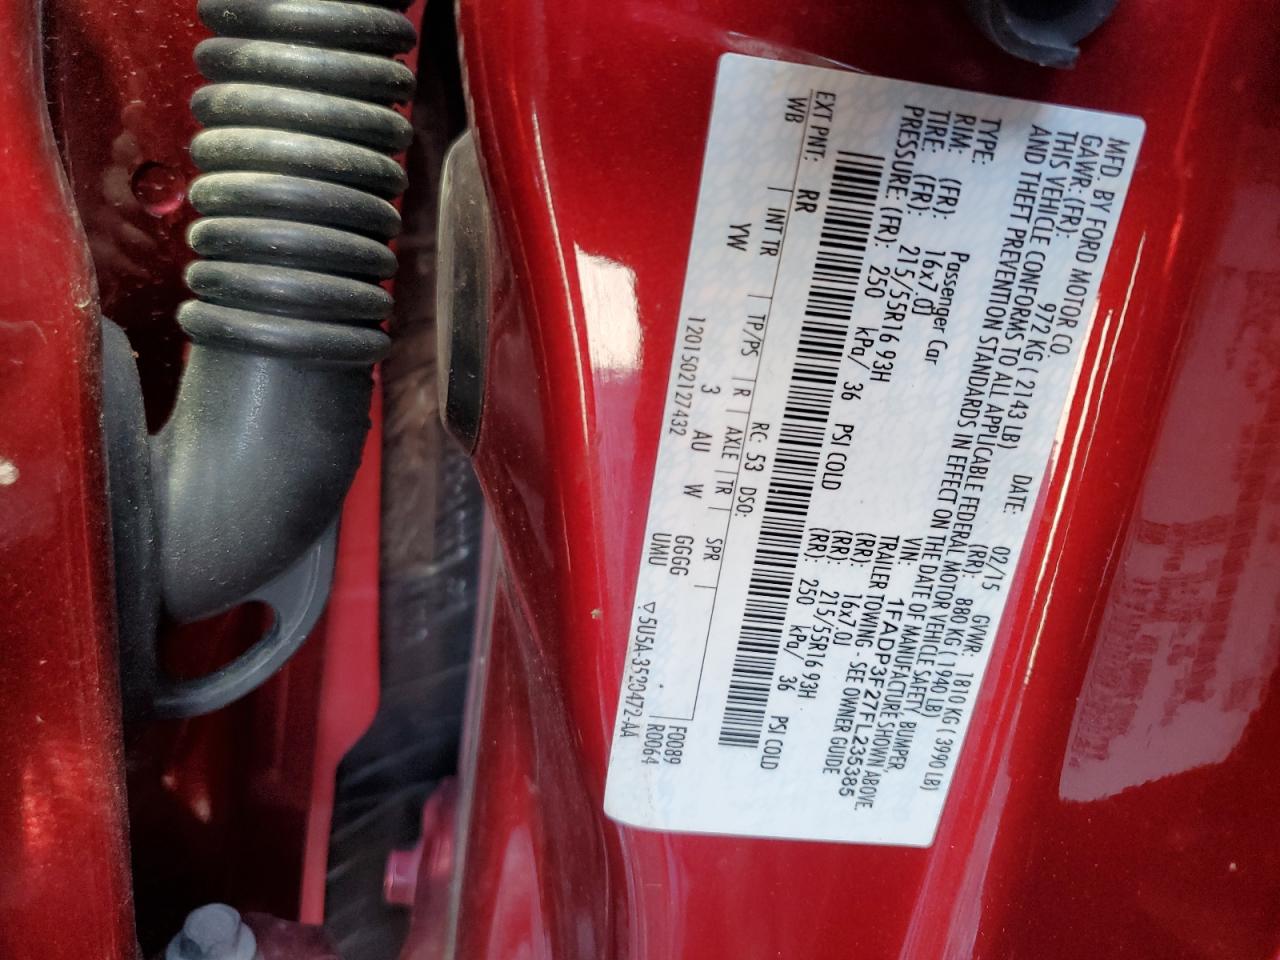 MFD. BY FORD MOTOR CO.
DATE: 02/15 GVWR: 1810 KG ( 3990 LB)
GAWR: (FR): 972 KG ( 2143 LB) (RR): 880 KG ( 1940 LB)
THIS VEHICLE CONFORMS TO ALL APPLICABLE FEDERAL MOTOR VEHICLE SAFETY, BUMPER,
AND THEFT PREVENTION STANDARDS IN EFFECT ON THE DATE OF MANUFACTURE SHOWN ABOVE.
VIN: 1FADP3F27FL235385
TYPE: Passenger Car TRAILER TOWING - SEE OWNER GUIDE
RIM: (FR): 16x7.0J (RR): 16x7.0J
TIRE: (FR): 215/55R16 93H (RR): 215/55R16 93H
PRESSURE: (FR): 250 kPa/ 36 PSI COLD (RR): 250 kPa/ 36 PSI COLD
EXT PNT: RR RC: 53 DSO:
WB INT TR TP/PS R AXLE TR SPR F0089
YW 3 AU W GGGG R0064
UMU
1201502127432 ▽5U5A-3520472-AA